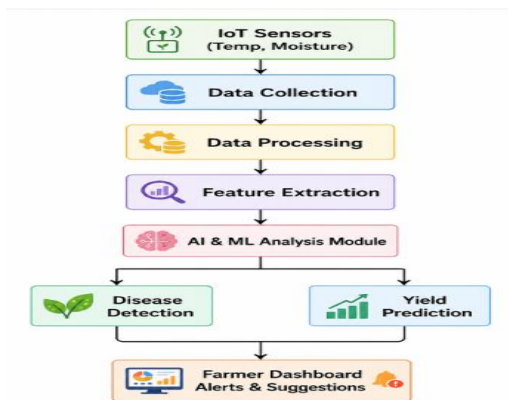 IoT Sensors
(Temp, Moisture)
Data Collection
Data Processing
Feature Extraction
AI & ML Analysis Module
Disease
Detection
Yield
Prediction
Farmer Dashboard
Alerts & Suggestions